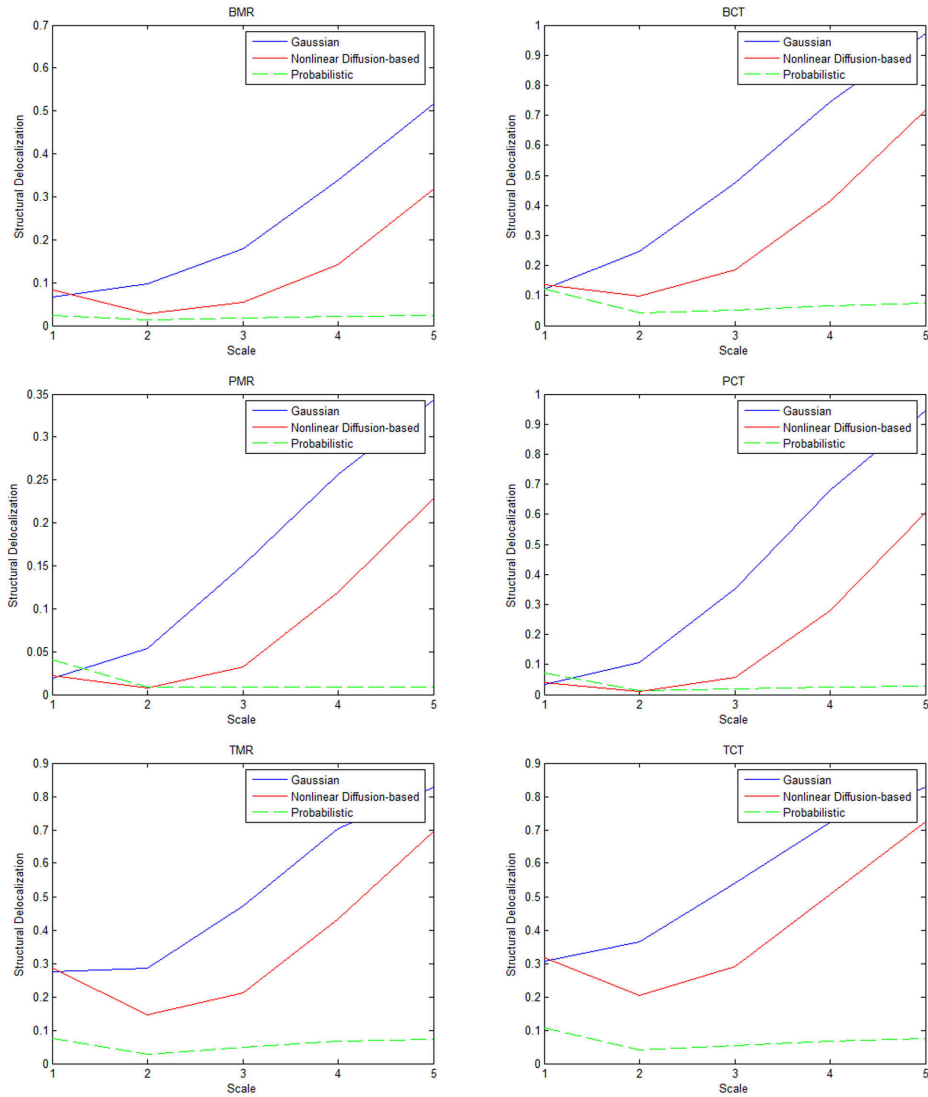 BMR
0.7
0.6
0.5
0.4
0.3
0.2
0.1
0
Structural Delocalization
1 2 3 4 5
Scale
Gaussian
Nonlinear Diffusion-based
Probabilistic
BCT
1
0.9
0.8
0.7
0.6
0.5
0.4
0.3
0.2
0.1
0
Structural Delocalization
1 2 3 4 5
Scale
Gaussian
Nonlinear Diffusion-based
Probabilistic
PMR
0.35
0.3
0.25
0.2
0.15
0.1
0.05
0
Structural Delocalization
1 2 3 4 5
Scale
Gaussian
Nonlinear Diffusion-based
Probabilistic
PCT
1
0.9
0.8
0.7
0.6
0.5
0.4
0.3
0.2
0.1
0
Structural Delocalization
1 2 3 4 5
Scale
Gaussian
Nonlinear Diffusion-based
Probabilistic
TMR
0.9
0.8
0.7
0.6
0.5
0.4
0.3
0.2
0.1
0
Structural Delocalization
1 2 3 4 5
Scale
Gaussian
Nonlinear Diffusion-based
Probabilistic
TCT
0.9
0.8
0.7
0.6
0.5
0.4
0.3
0.2
0.1
0
Structural Delocalization
1 2 3 4 5
Scale
Gaussian
Nonlinear Diffusion-based
Probabilistic